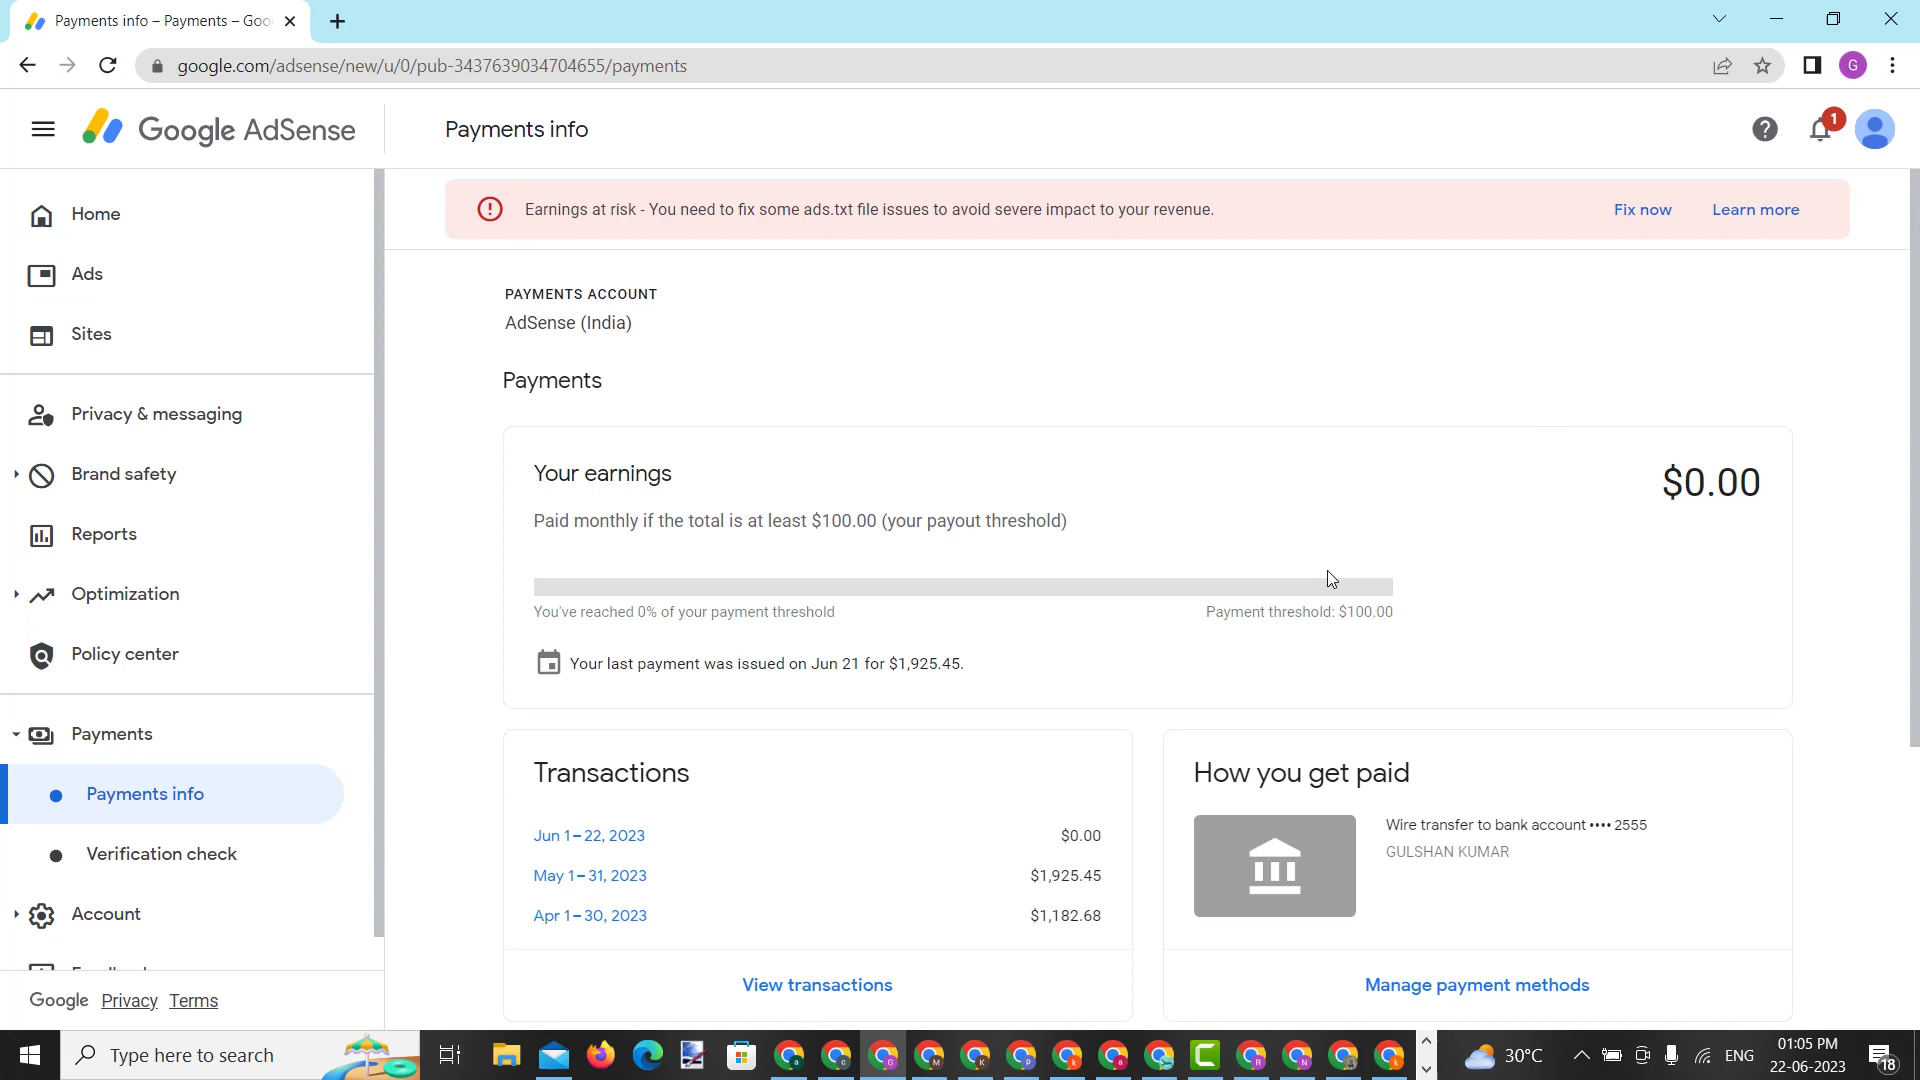 Payments info – Payments – Goo
google.com/adsense/new/u/0/pub-3437639034704655/payments
G
Google AdSense
Payments info
1
Earnings at risk - You need to fix some ads.txt file issues to avoid severe impact to your revenue.
Fix now
Learn more
Home
Ads
Sites
Privacy & messaging
Brand safety
Reports
Optimization
Policy center
Payments
Payments info
Verification check
Account
Google Privacy Terms
PAYMENTS ACCOUNT
AdSense (India)
Payments
Your earnings
$0.00
Paid monthly if the total is at least $100.00 (your payout threshold)
You've reached 0% of your payment threshold
Payment threshold: $100.00
Your last payment was issued on Jun 21 for $1,925.45.
Transactions
Jun 1 – 22, 2023 $0.00
May 1 – 31, 2023 $1,925.45
Apr 1 – 30, 2023 $1,182.68
View transactions
How you get paid
Wire transfer to bank account •••• 2555
GULSHAN KUMAR
Manage payment methods
Type here to search
30°C
ENG
01:05 PM
22-06-2023
18